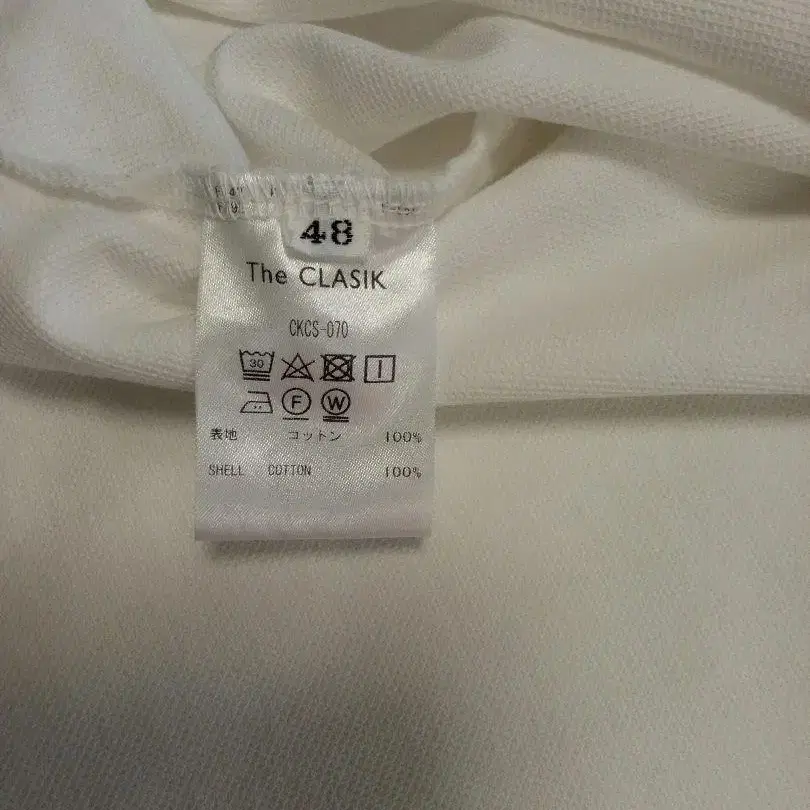 48
The CLASIK
CKCS-070
30
F W
表地 コットン 100%
SHELL COTTON 100%